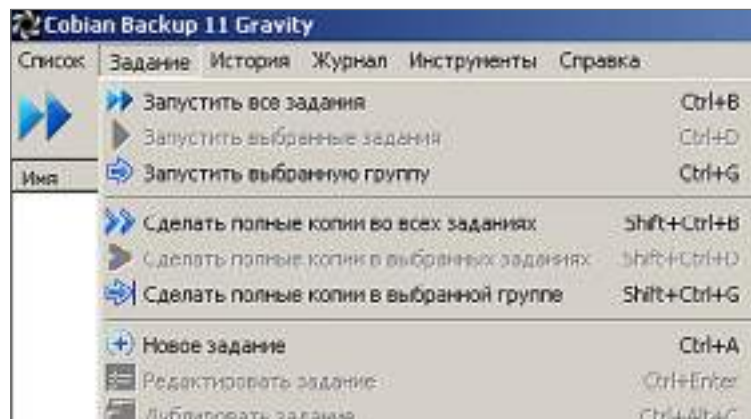 Cobian Backup 11 Gravity
Список Задание История Журнал Инструменты Справка
Запустить все задания Ctrl+B
Запустить выбранные задания Ctrl+D
Имя Запустить выбранную группу Ctrl+G
Сделать полные копии во всех заданиях Shift+Ctrl+B
Сделать полные копии в выбранных заданиях Shift+Ctrl+D
Сделать полные копии в выбранной группе Shift+Ctrl+G
Новое задание Ctrl+A
Редактировать задание Ctrl+Enter
Дублировать задание Ctrl+Alt+C